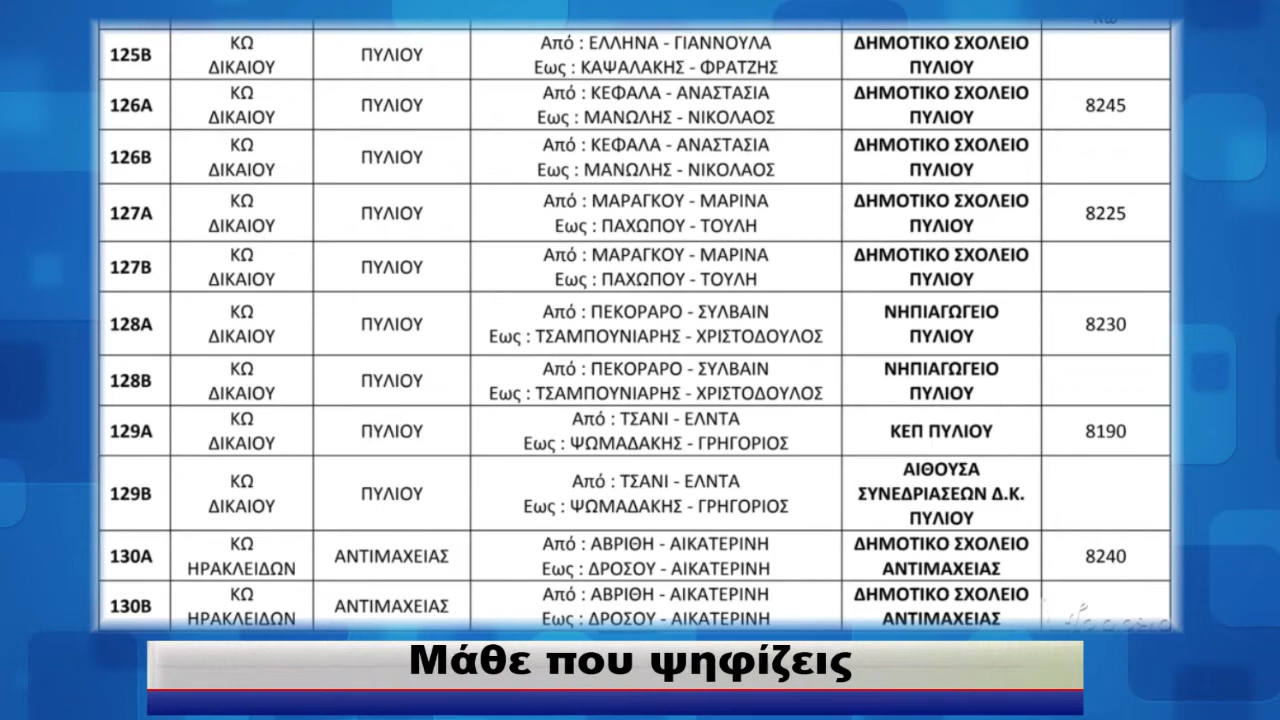 125Β ΚΩ ΔΙΚΑΙΟΥ ΠΥΛΙΟΥ Από : ΕΛΛΗΝΑ - ΓΙΑΝΝΟΥΛΑ Εως : ΚΑΨΑΛΑΚΗΣ - ΦΡΑΤΖΗΣ ΔΗΜΟΤΙΚΟ ΣΧΟΛΕΙΟ ΠΥΛΙΟΥ
126Α ΚΩ ΔΙΚΑΙΟΥ ΠΥΛΙΟΥ Από : ΚΕΦΑΛΑ - ΑΝΑΣΤΑΣΙΑ Εως : ΜΑΝΩΛΗΣ - ΝΙΚΟΛΑΟΣ ΔΗΜΟΤΙΚΟ ΣΧΟΛΕΙΟ ΠΥΛΙΟΥ 8245
126Β ΚΩ ΔΙΚΑΙΟΥ ΠΥΛΙΟΥ Από : ΚΕΦΑΛΑ - ΑΝΑΣΤΑΣΙΑ Εως : ΜΑΝΩΛΗΣ - ΝΙΚΟΛΑΟΣ ΔΗΜΟΤΙΚΟ ΣΧΟΛΕΙΟ ΠΥΛΙΟΥ
127Α ΚΩ ΔΙΚΑΙΟΥ ΠΥΛΙΟΥ Από : ΜΑΡΑΓΚΟΥ - ΜΑΡΙΝΑ Εως : ΠΑΧΩΠΟΥ - ΤΟΥΛΗ ΔΗΜΟΤΙΚΟ ΣΧΟΛΕΙΟ ΠΥΛΙΟΥ 8225
127Β ΚΩ ΔΙΚΑΙΟΥ ΠΥΛΙΟΥ Από : ΜΑΡΑΓΚΟΥ - ΜΑΡΙΝΑ Εως : ΠΑΧΩΠΟΥ - ΤΟΥΛΗ ΔΗΜΟΤΙΚΟ ΣΧΟΛΕΙΟ ΠΥΛΙΟΥ
128Α ΚΩ ΔΙΚΑΙΟΥ ΠΥΛΙΟΥ Από : ΠΕΚΟΡΑΡΟ - ΣΥΛΒΑΙΝ Εως : ΤΣΑΜΠΟΥΝΙΑΡΗΣ - ΧΡΙΣΤΟΔΟΥΛΟΣ ΝΗΠΙΑΓΩΓΕΙΟ ΠΥΛΙΟΥ 8230
128Β ΚΩ ΔΙΚΑΙΟΥ ΠΥΛΙΟΥ Από : ΠΕΚΟΡΑΡΟ - ΣΥΛΒΑΙΝ Εως : ΤΣΑΜΠΟΥΝΙΑΡΗΣ - ΧΡΙΣΤΟΔΟΥΛΟΣ ΝΗΠΙΑΓΩΓΕΙΟ ΠΥΛΙΟΥ
129Α ΚΩ ΔΙΚΑΙΟΥ ΠΥΛΙΟΥ Από : ΤΣΑΝΙ - ΕΛΝΤΑ Εως : ΨΩΜΑΔΑΚΗΣ - ΓΡΗΓΟΡΙΟΣ ΚΕΠ ΠΥΛΙΟΥ 8190
129Β ΚΩ ΔΙΚΑΙΟΥ ΠΥΛΙΟΥ Από : ΤΣΑΝΙ - ΕΛΝΤΑ Εως : ΨΩΜΑΔΑΚΗΣ - ΓΡΗΓΟΡΙΟΣ ΑΙΘΟΥΣΑ ΣΥΝΕΔΡΙΑΣΕΩΝ Δ.Κ. ΠΥΛΙΟΥ
130Α ΚΩ ΗΡΑΚΛΕΙΔΩΝ ΑΝΤΙΜΑΧΕΙΑΣ Από : ΑΒΡΙΘΗ - ΑΙΚΑΤΕΡΙΝΗ Εως : ΔΡΟΣΟΥ - ΑΙΚΑΤΕΡΙΝΗ ΔΗΜΟΤΙΚΟ ΣΧΟΛΕΙΟ ΑΝΤΙΜΑΧΕΙΑΣ 8240
130Β ΚΩ ΗΡΑΚΛΕΙΔΩΝ ΑΝΤΙΜΑΧΕΙΑΣ Από : ΑΒΡΙΘΗ - ΑΙΚΑΤΕΡΙΝΗ Εως : ΔΡΟΣΟΥ - ΑΙΚΑΤΕΡΙΝΗ ΔΗΜΟΤΙΚΟ ΣΧΟΛΕΙΟ ΑΝΤΙΜΑΧΕΙΑΣ
Μάθε που ψηφίζεις